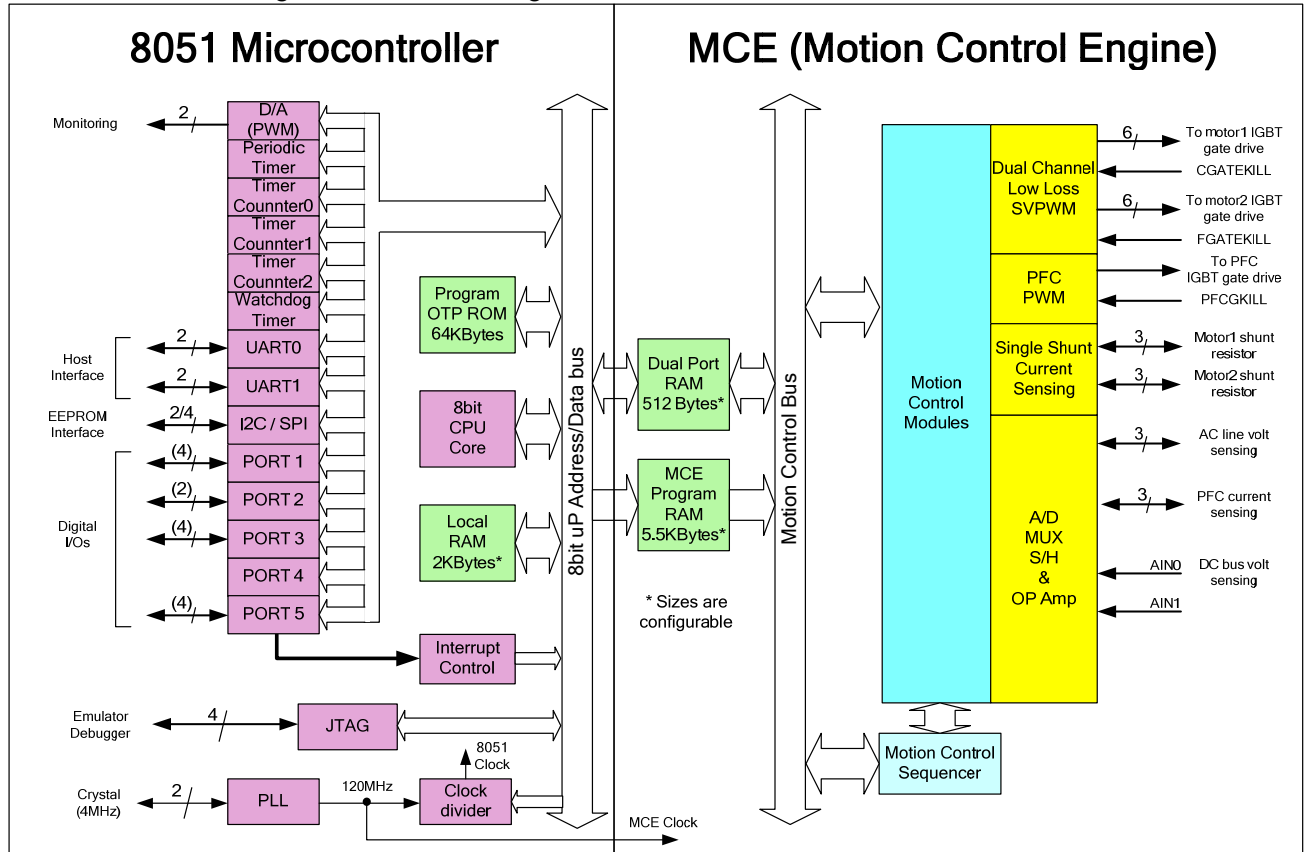 8051 Microcontroller
MCE (Motion Control Engine)
Monitoring
2
D/A
(PWM)
Periodic
Timer
Timer
Counnter0
Timer
Counnter1
Timer
Counnter2
Watchdog
Timer
Host
Interface
2
UART0
2
UART1
EEPROM
Interface
2/4
I2C / SPI
Digital
I/Os
(4)
PORT 1
(2)
PORT 2
(4)
PORT 3
PORT 4
(4)
PORT 5
Program
OTP ROM
64KBytes
8bit
CPU
Core
Local
RAM
2KBytes*
Interrupt
Control
Emulator
Debugger
4
JTAG
8051
Clock
Crystal
(4MHz)
2
PLL
120MHz
Clock
divider
MCE Clock
8bit uP Address/Data bus
Dual Port
RAM
512 Bytes*
MCE
Program
RAM
5.5KBytes*
* Sizes are
configurable
Motion Control Bus
Motion
Control
Modules
Motion Control
Sequencer
Dual Channel
Low Loss
SVPWM
PFC
PWM
Single Shunt
Current
Sensing
A/D
MUX
S/H
&
OP Amp
6
To motor1 IGBT
gate drive
CGATEKILL
6
To motor2 IGBT
gate drive
FGATEKILL
To PFC
IGBT gate drive
PFCGKILL
3
Motor1 shunt
resistor
3
Motor2 shunt
resistor
3
AC line volt
sensing
3
PFC current
sensing
AIN0
DC bus volt
sensing
AIN1